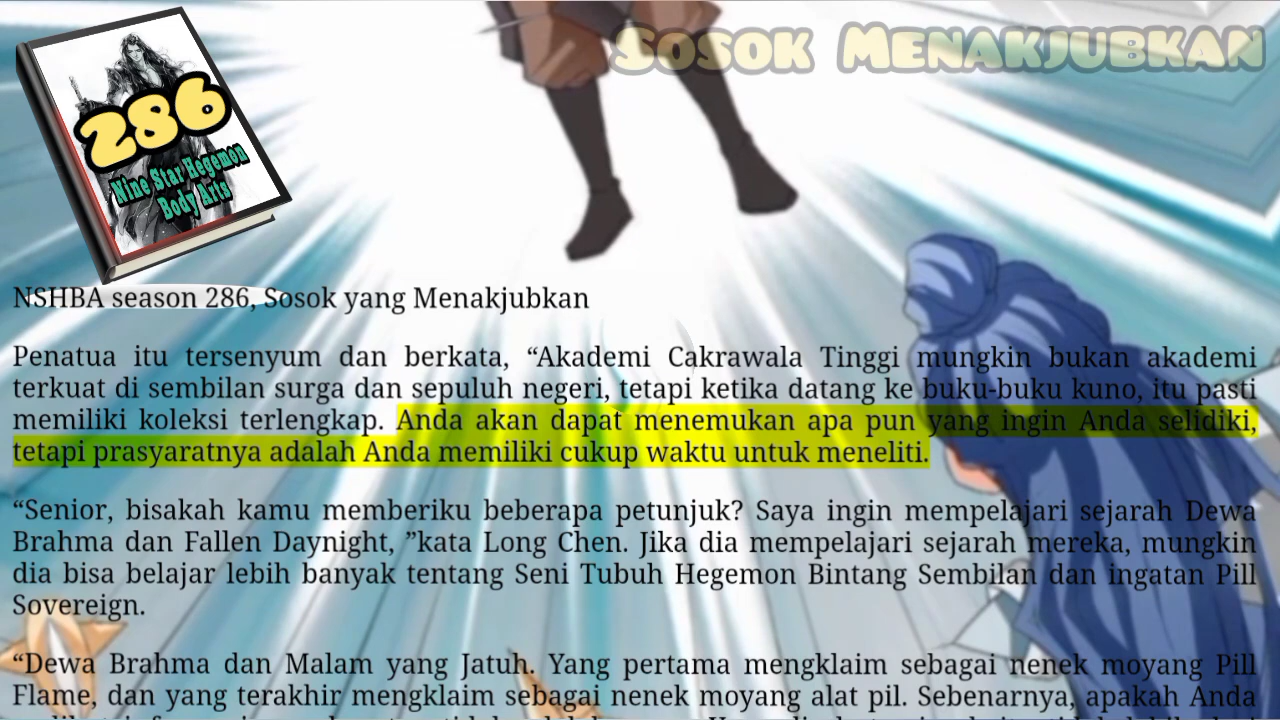 Sosok Menakjubkan
286
Nine Star Hegemon
Body Arts
NSHBA season 286, Sosok yang Menakjubkan
Penatua itu tersenyum dan berkata, “Akademi Cakrawala Tinggi mungkin bukan akademi
terkuat di sembilan surga dan sepuluh negeri, tetapi ketika datang ke buku-buku kuno, itu pasti
memiliki koleksi terlengkap. Anda akan dapat menemukan apa pun yang ingin Anda selidiki,
tetapi prasyaratnya adalah Anda memiliki cukup waktu untuk meneliti.
“Senior, bisakah kamu memberiku beberapa petunjuk? Saya ingin mempelajari sejarah Dewa
Brahma dan Fallen Daynight, ”kata Long Chen. Jika dia mempelajari sejarah mereka, mungkin
dia bisa belajar lebih banyak tentang Seni Tubuh Hegemon Bintang Sembilan dan ingatan Pill
Sovereign.
“Dewa Brahma dan Malam yang Jatuh. Yang pertama mengklaim sebagai nenek moyang Pill
Flame, dan yang terakhir mengklaim sebagai nenek moyang alat pil. Sebenarnya, apakah Anda